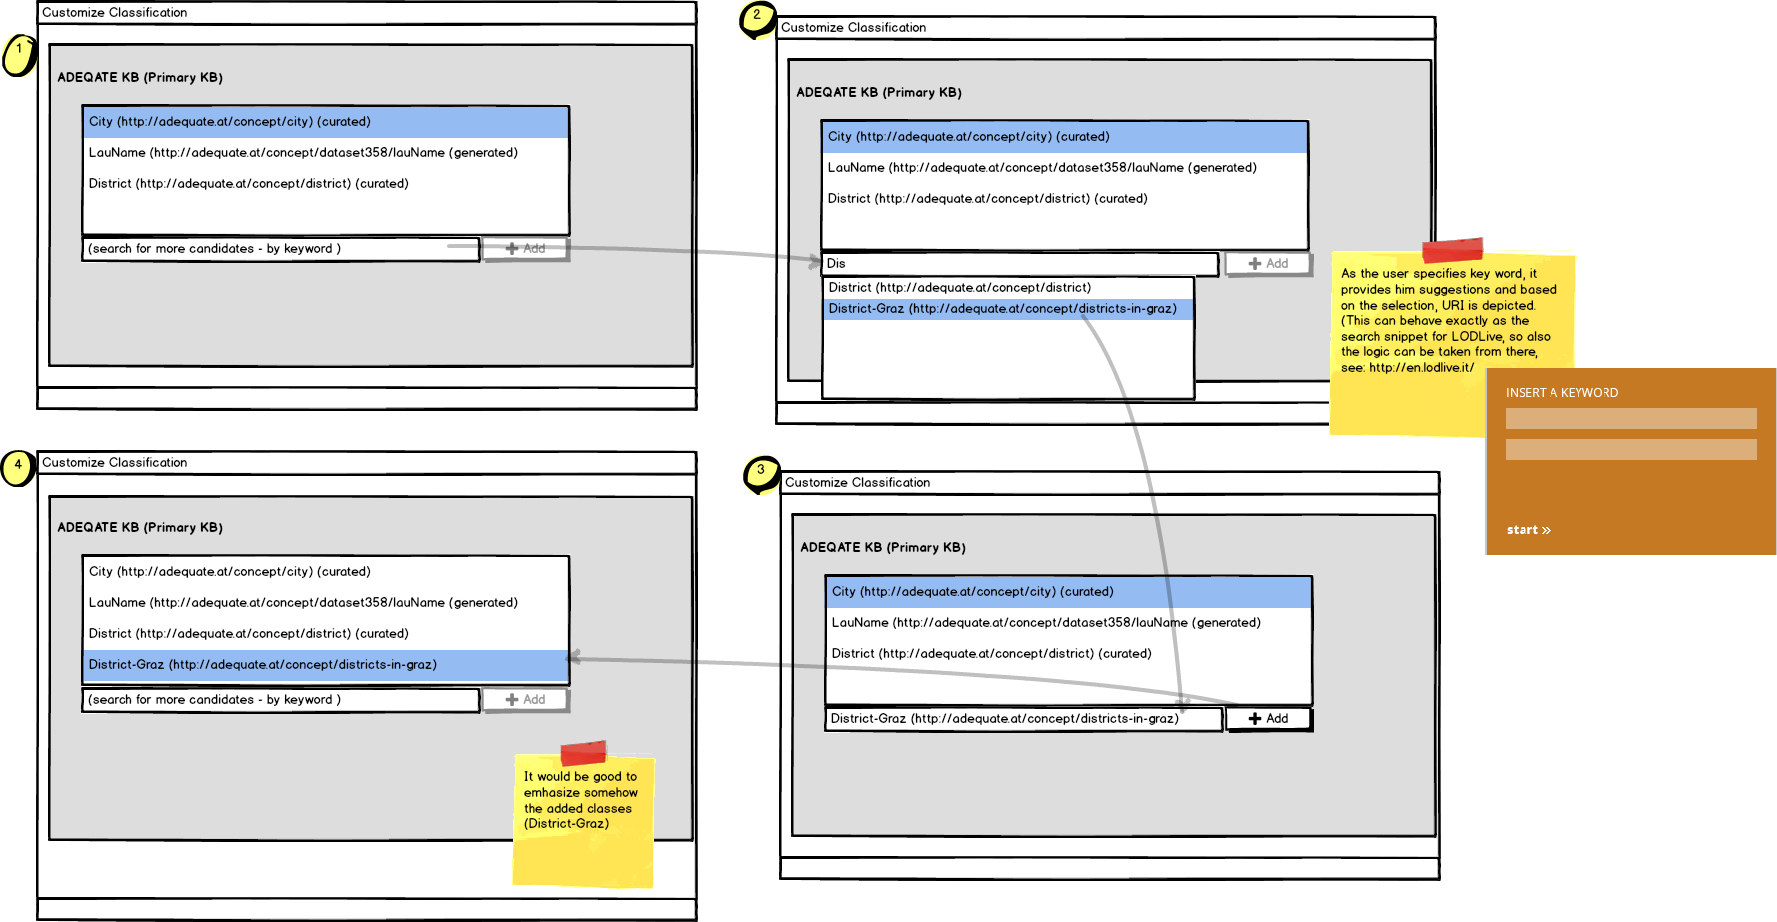 1
Customize Classification
ADEQATE KB (Primary KB)
City (http://adequate.at/concept/city) (curated)
LauName (http://adequate.at/concept/dataset358/lauName (generated)
District (http://adequate.at/concept/district) (curated)
(search for more candidates - by keyword )
Add
2
Customize Classification
ADEQATE KB (Primary KB)
City (http://adequate.at/concept/city) (curated)
LauName (http://adequate.at/concept/dataset358/lauName (generated)
District (http://adequate.at/concept/district) (curated)
Dis
Add
District (http://adequate.at/concept/district)
District-Graz (http://adequate.at/concept/districts-in-graz)
As the user specifies key word, it
provides him suggestions and based
on the selection, URI is depicted.
(This can behave exactly as the
search snippet for LODLive, so also
the logic can be taken from there,
see: http://en.lodlive.it/
INSERT A KEYWORD
start »
3
Customize Classification
ADEQATE KB (Primary KB)
City (http://adequate.at/concept/city) (curated)
LauName (http://adequate.at/concept/dataset358/lauName (generated)
District (http://adequate.at/concept/district) (curated)
District-Graz (http://adequate.at/concept/districts-in-graz)
Add
4
Customize Classification
ADEQATE KB (Primary KB)
City (http://adequate.at/concept/city) (curated)
LauName (http://adequate.at/concept/dataset358/lauName (generated)
District (http://adequate.at/concept/district) (curated)
District-Graz (http://adequate.at/concept/districts-in-graz)
(search for more candidates - by keyword )
Add
It would be good to
emhasize somehow
the added classes
(District-Graz)